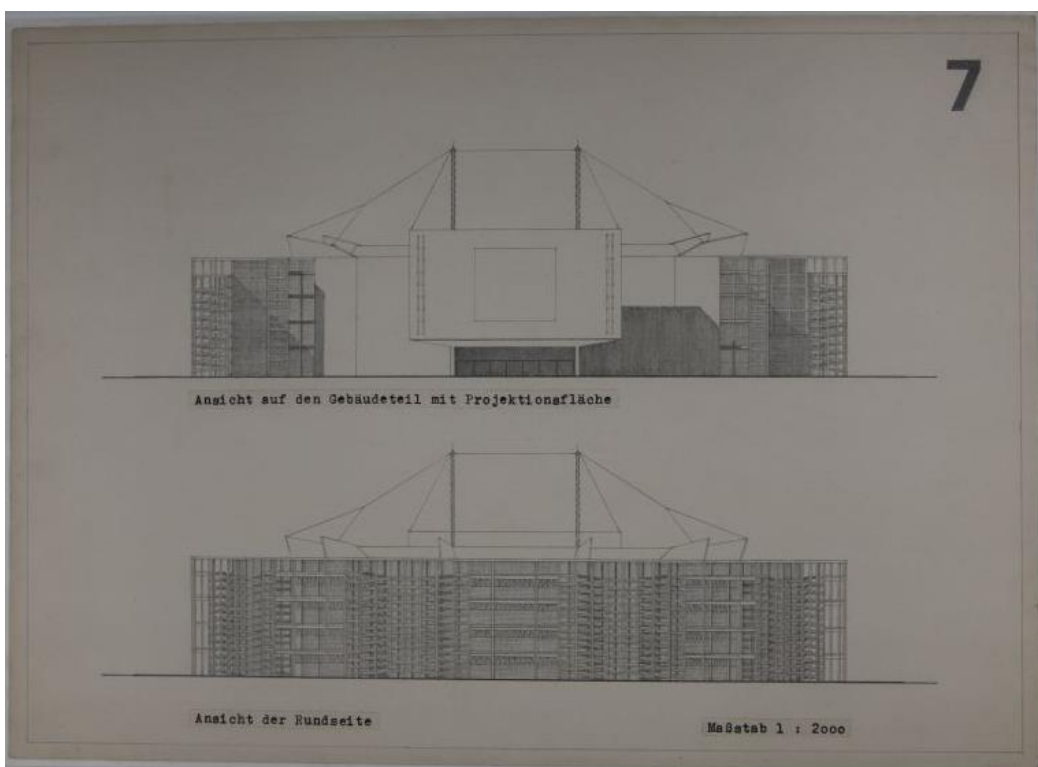 7
Ansicht auf den Gebäudeteil mit Projektionsfläche
Ansicht der Rundseite
Maßstab 1 : 2ooo